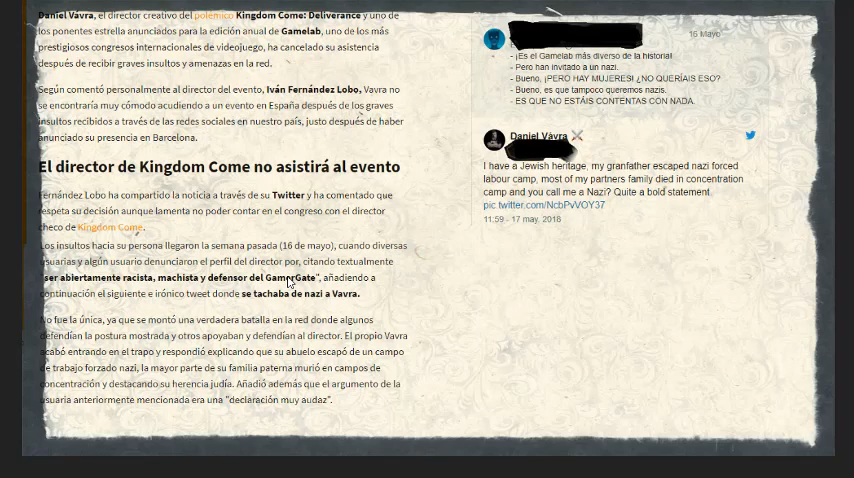 Daniel Vavra, el director creativo del polémico Kingdom Come: Deliverance y uno de
los ponentes estrella anunciados para la edición anual de Gamelab, uno de los más
prestigiosos congresos internacionales de videojuego, ha cancelado su asistencia
después de recibir graves insultos y amenazas en la red.
Según comentó personalmente al director del evento, Iván Fernández Lobo, Vavra no
se encontraría muy cómodo acudiendo a un evento en España después de los graves
insultos recibidos a través de las redes sociales en nuestro país, justo después de haber
anunciado su presencia en Barcelona.
El director de Kingdom Come no asistirá al evento
Fernández Lobo ha compartido la noticia a través de su Twitter y ha comentado que
respeta su decisión aunque lamenta no poder contar en el congreso con el director
checo de Kingdom Come.
Los insultos hacia su persona llegaron la semana pasada (16 de mayo), cuando diversas
usuarias y algún usuario denunciaron el perfil del director por, citando textualmente
"ser abiertamente racista, machista y defensor del GamerGate", añadiendo a
continuación el siguiente e irónico tweet donde se tachaba de nazi a Vavra.
No fue la única, ya que se montó una verdadera batalla en la red donde algunos
defendían la postura mostrada y otros apoyaban y defendían al director. El propio Vavra
acabó entrando en el trapo y respondió explicando que su abuelo escapó de un campo
de trabajo forzado nazi, la mayor parte de su familia paterna murió en campos de
concentración y destacando su herencia judía. Añadió además que el argumento de la
usuaria anteriormente mencionada era una "declaración muy audaz".
16 Mayo
- ¡Es el Gamelab más diverso de la historia!
- Pero han invitado a un nazi.
- Bueno, ¡PERO HAY MUJERES! ¿NO QUERÍAIS ESO?
- Bueno, es que tampoco queremos nazis.
- ES QUE NO ESTÁIS CONTENTAS CON NADA.
Daniel Vávra
I have a Jewish heritage, my granfather escaped nazi forced
labour camp, most of my partners family died in concentration
camp and you call me a Nazi? Quite a bold statement.
pic.twitter.com/NcbPvVOY37
11:59 - 17 may. 2018